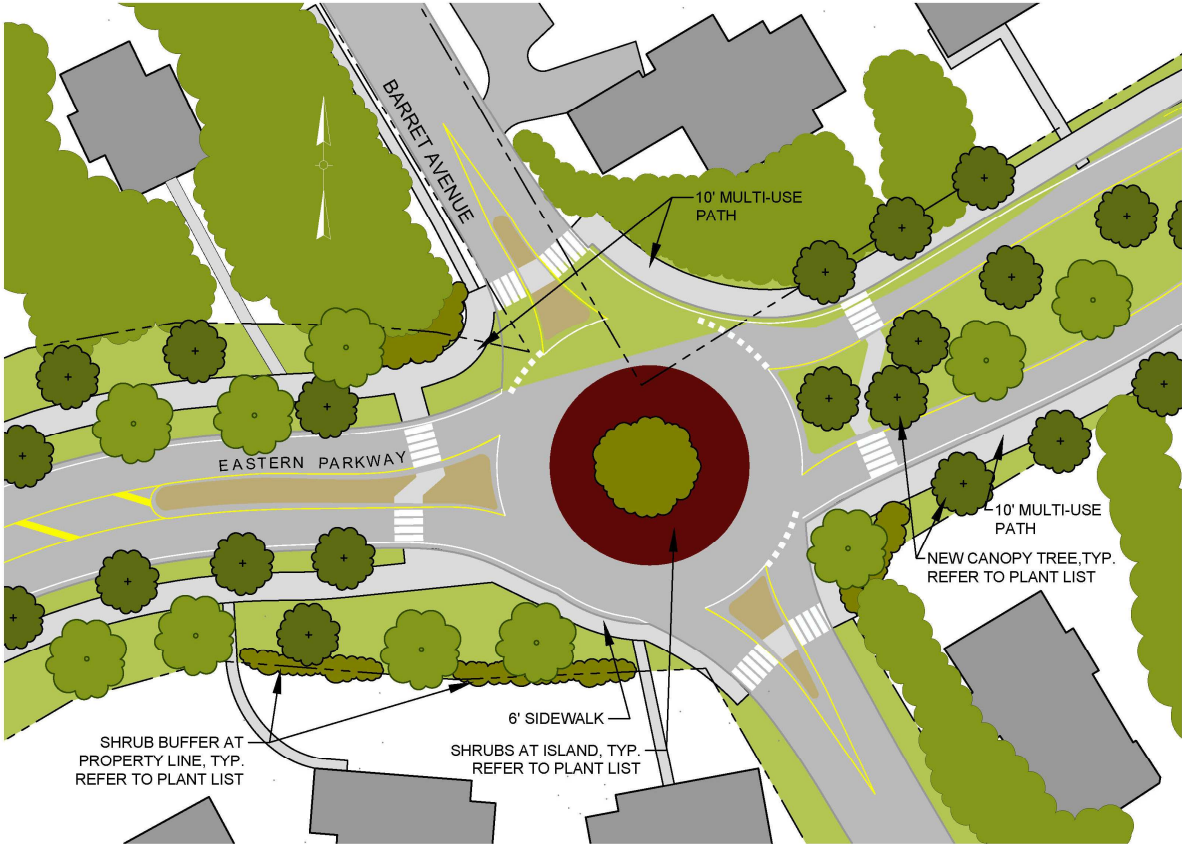 BARRET AVENUE
10' MULTI-USE
PATH
EASTERN PARKWAY
10' MULTI-USE
PATH
NEW CANOPY TREE,TYP.
REFER TO PLANT LIST
6' SIDEWALK
SHRUB BUFFER AT
PROPERTY LINE, TYP.
REFER TO PLANT LIST
SHRUBS AT ISLAND, TYP.
REFER TO PLANT LIST